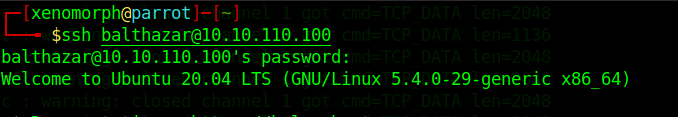 ┌─[xenomorph@parrot]─[~]
└──╼ $ssh balthazar@10.10.110.100
balthazar@10.10.110.100's password:
Welcome to Ubuntu 20.04 LTS (GNU/Linux 5.4.0-29-generic x86_64)